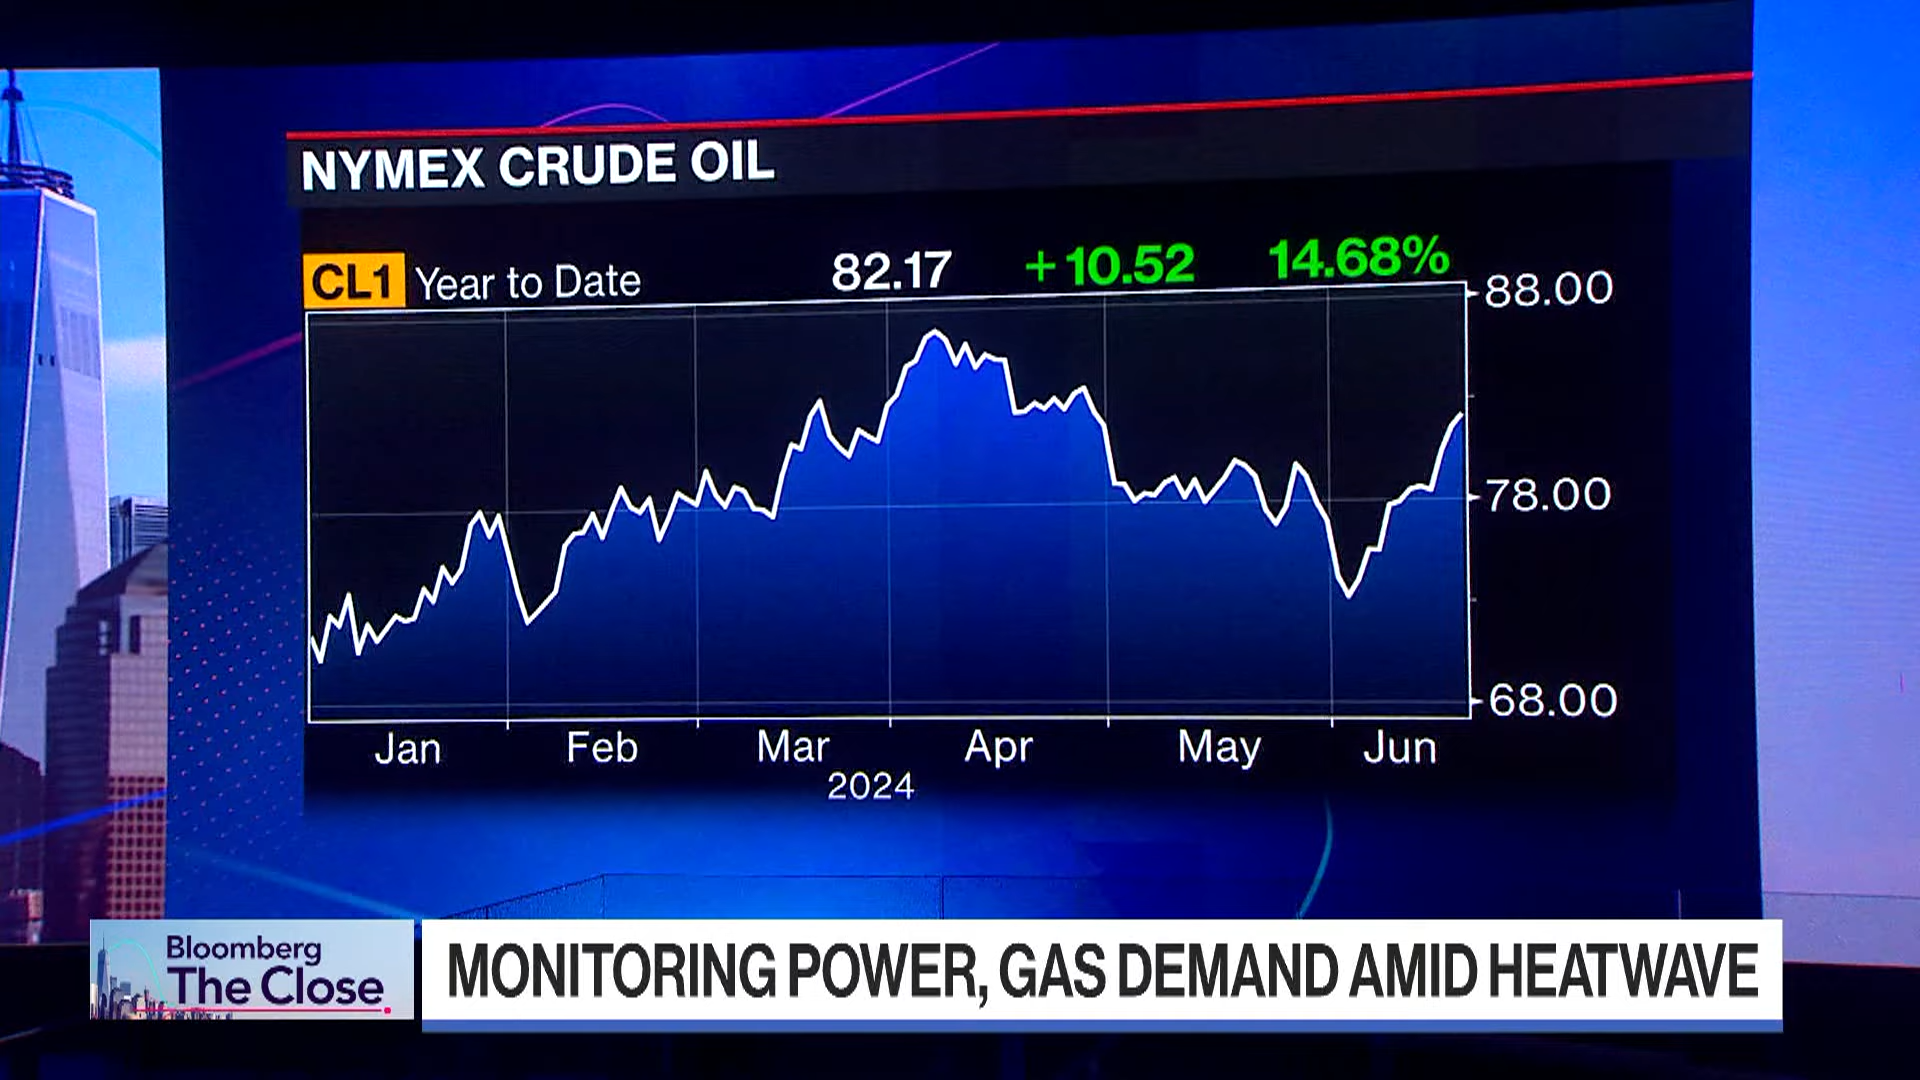 NYMEX CRUDE OIL
CL1 Year to Date 82.17 +10.52 14.68%
88.00
78.00
68.00
Jan Feb Mar Apr May Jun
2024
Bloomberg
The Close
MONITORING POWER, GAS DEMAND AMID HEATWAVE